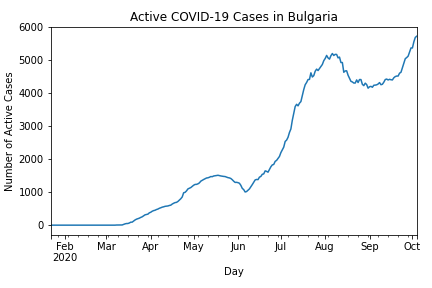 Active COVID-19 Cases in Bulgaria
Number of Active Cases
6000
5000
4000
3000
2000
1000
0
Feb Mar Apr May Jun Jul Aug Sep Oct
2020
Day